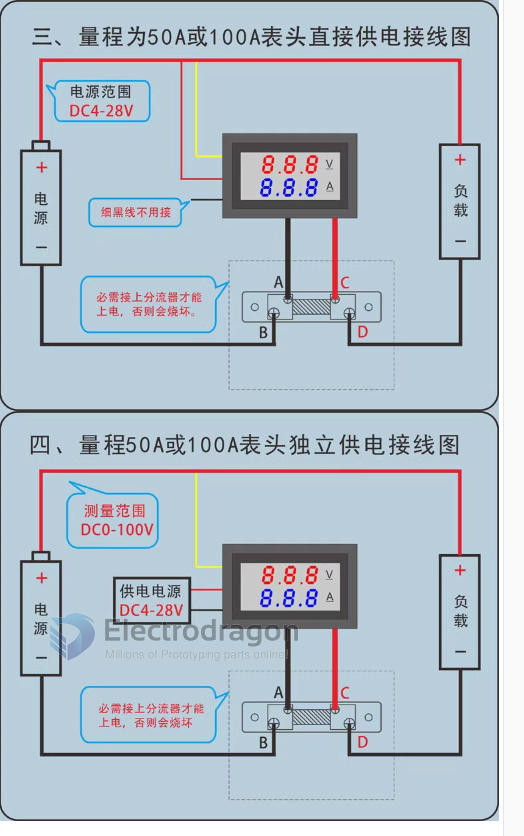 三、量程为50A或100A表头直接供电接线图
电源范围
DC4-28V
+
电源
−
8.8.8 V
8.8.8 A
细黑线不用接
+
负载
−
必需接上分流器才能
上电，否则会烧坏。
A
C
B
D
四、量程50A或100A表头独立供电接线图
测量范围
DC0-100V
+
电源
−
供电电源
DC4-28V
8.8.8 V
8.8.8 A
+
负载
−
Electrodragon
Millions of Prototyping parts online!
必需接上分流器才能
上电，否则会烧坏
A
C
B
D